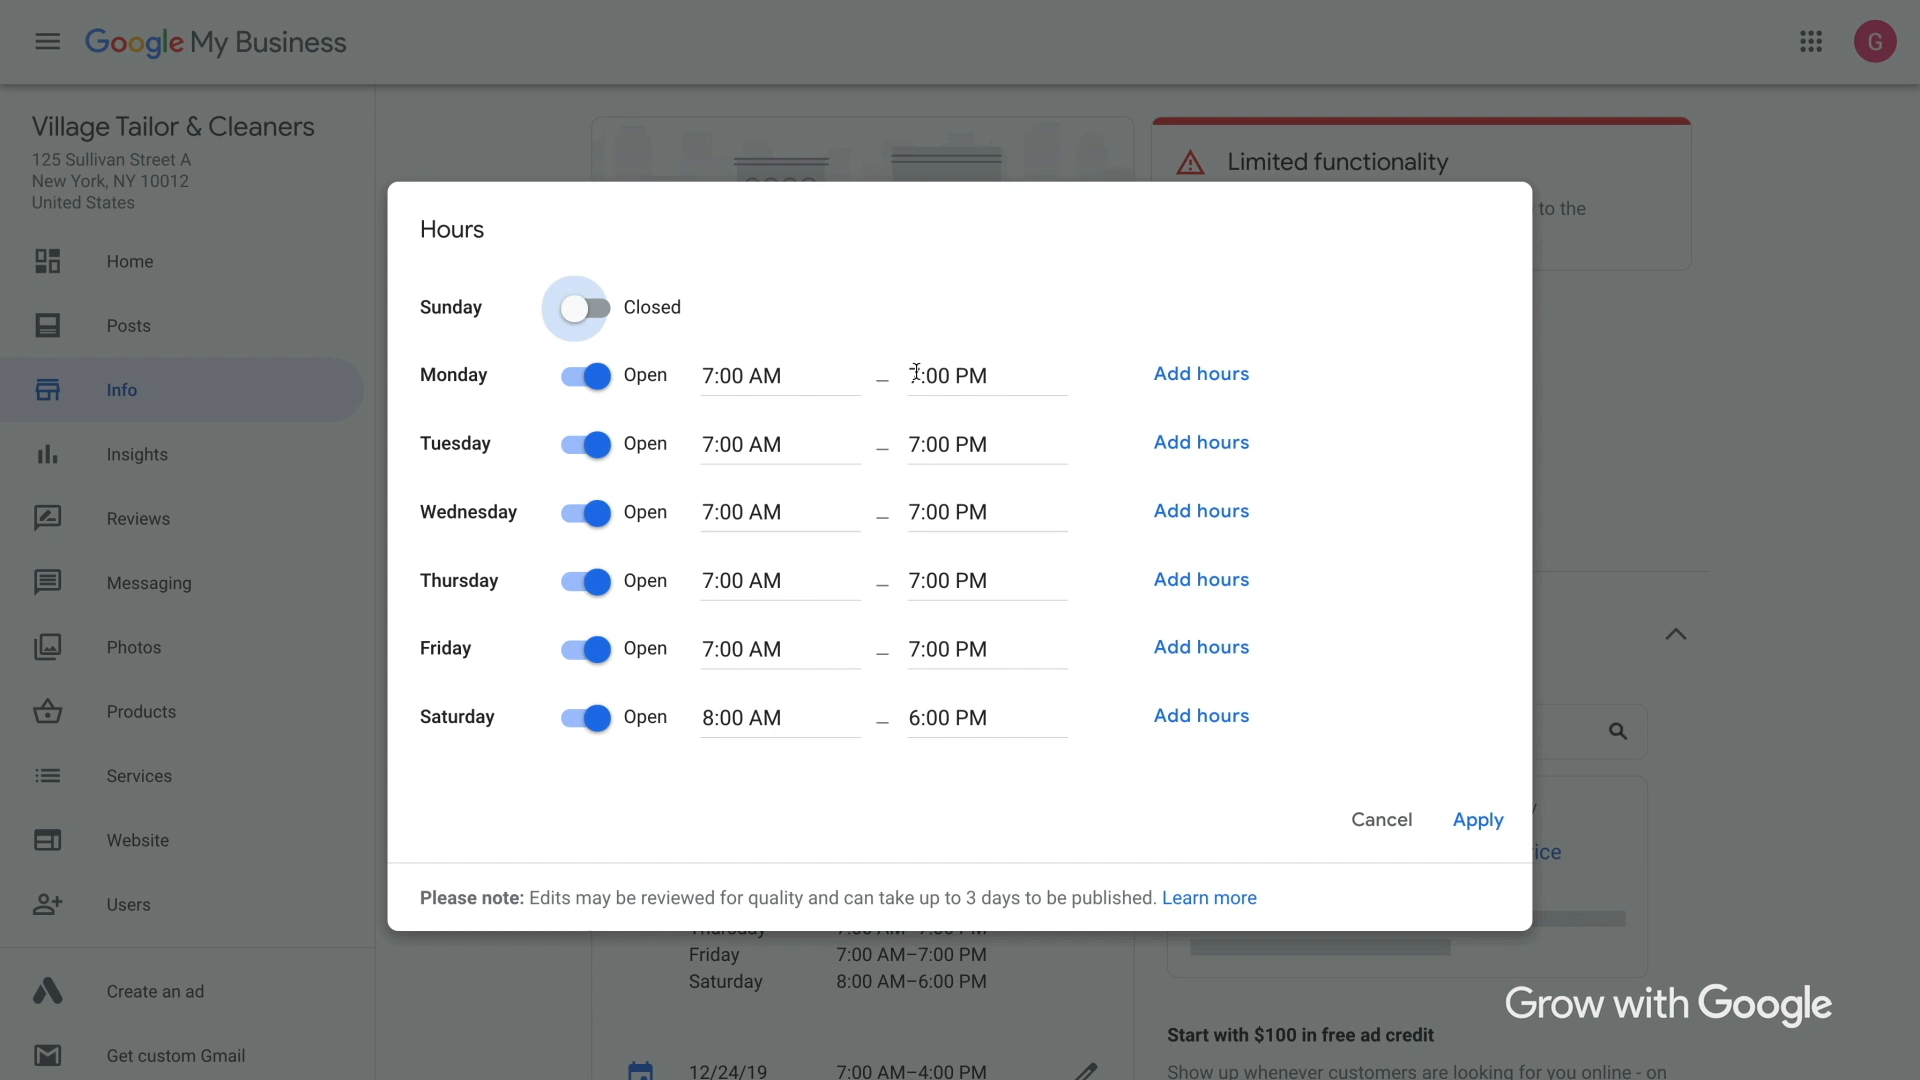 Google My Business
G
Village Tailor & Cleaners
125 Sullivan Street A
New York, NY 10012
United States
Home
Posts
Info
Insights
Reviews
Messaging
Photos
Products
Services
Website
Users
Create an ad
Get custom Gmail
Limited functionality
to the
Hours
Sunday Closed
Monday Open 7:00 AM – 7:00 PM Add hours
Tuesday Open 7:00 AM – 7:00 PM Add hours
Wednesday Open 7:00 AM – 7:00 PM Add hours
Thursday Open 7:00 AM – 7:00 PM Add hours
Friday Open 7:00 AM – 7:00 PM Add hours
Saturday Open 8:00 AM – 6:00 PM Add hours
Cancel Apply
Please note: Edits may be reviewed for quality and can take up to 3 days to be published. Learn more
Thursday 7:00 AM–7:00 PM
Friday 7:00 AM–7:00 PM
Saturday 8:00 AM–6:00 PM
12/24/19 7:00 AM–4:00 PM
Grow with Google
Start with $100 in free ad credit
Show up whenever customers are looking for you online - on